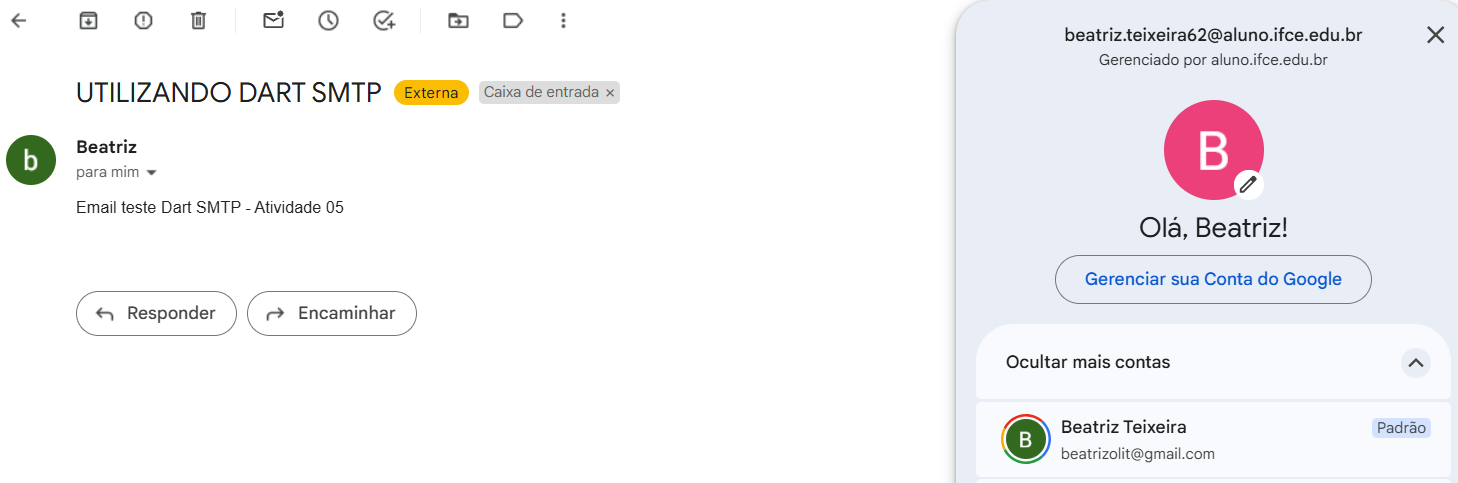 UTILIZANDO DART SMTP Externa Caixa de entrada ×
b
Beatriz
para mim
Email teste Dart SMTP - Atividade 05
Responder
Encaminhar
beatriz.teixeira62@aluno.ifce.edu.br
Gerenciado por aluno.ifce.edu.br
B
Olá, Beatriz!
Gerenciar sua Conta do Google
Ocultar mais contas
B
Beatriz Teixeira
Padrão
beatrizolit@gmail.com